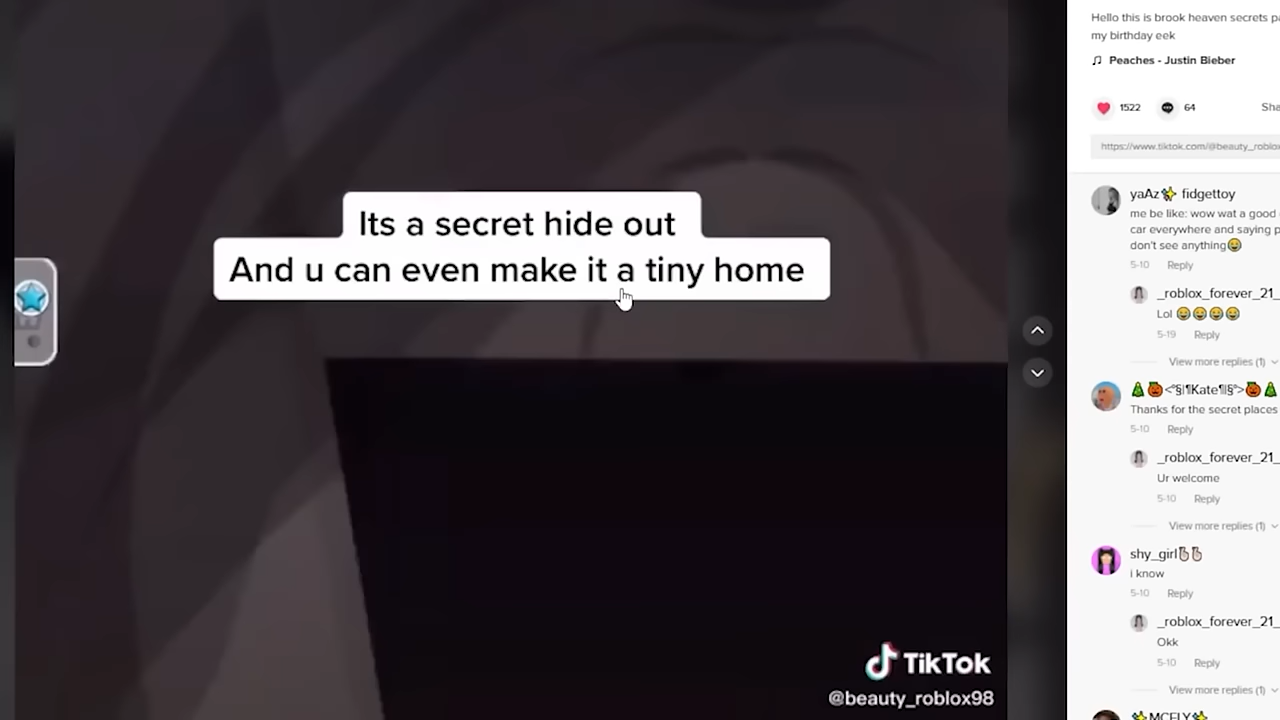 Its a secret hide out
And u can even make it a tiny home
TikTok
@beauty_roblox98
Hello this is brook heaven secrets
my birthday eek
Peaches - Justin Bieber
1522
64
https://www.tiktok.com/@beauty_roblox
yaAz✨ fidgettoy
me be like: wow wat a good
car everywhere and saying
don't see anything😂
5-10 Reply
_roblox_forever_21_
Lol 😂😂😂😂
5-19 Reply
View more replies (1)
🎄🎃<°§|¶Kate¶|§°>🎃🎄
Thanks for the secret places
5-10 Reply
_roblox_forever_21_
Ur welcome
5-10 Reply
View more replies (1)
shy_girl
i know
5-10 Reply
_roblox_forever_21_
Okk
5-10 Reply
View more replies (1)